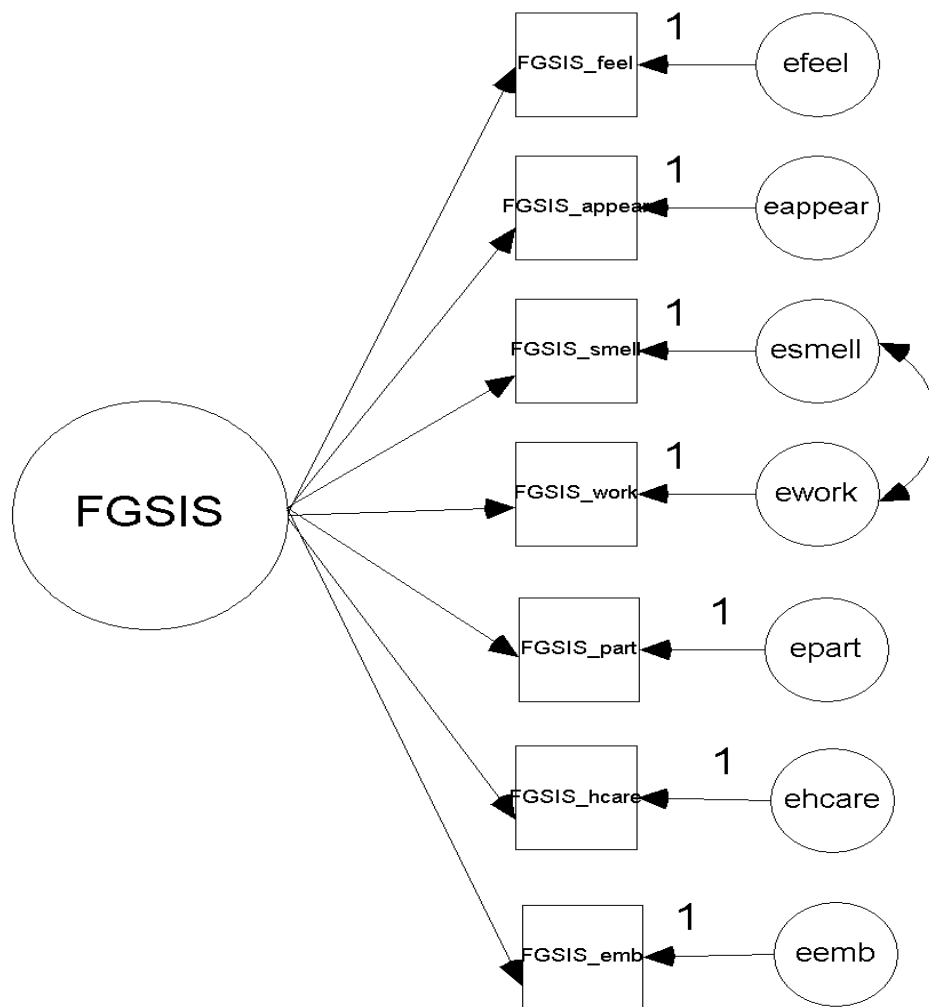 1
FGSIS_feel
efeel
1
FGSIS_appear
eappear
1
FGSIS_smell
esmell
1
FGSIS_work
ework
FGSIS
1
FGSIS_part
epart
1
FGSIS_hcare
ehcare
1
FGSIS_emb
eemb